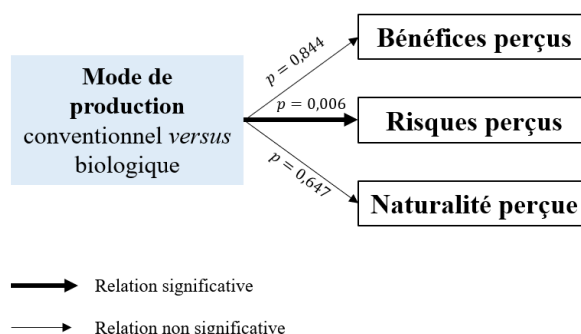 Bénéfices perçus
p = 0,844
Mode de
production
conventionnel versus
biologique
p = 0,006
Risques perçus
p = 0,647
Naturalité perçue
Relation significative
Relation non significative